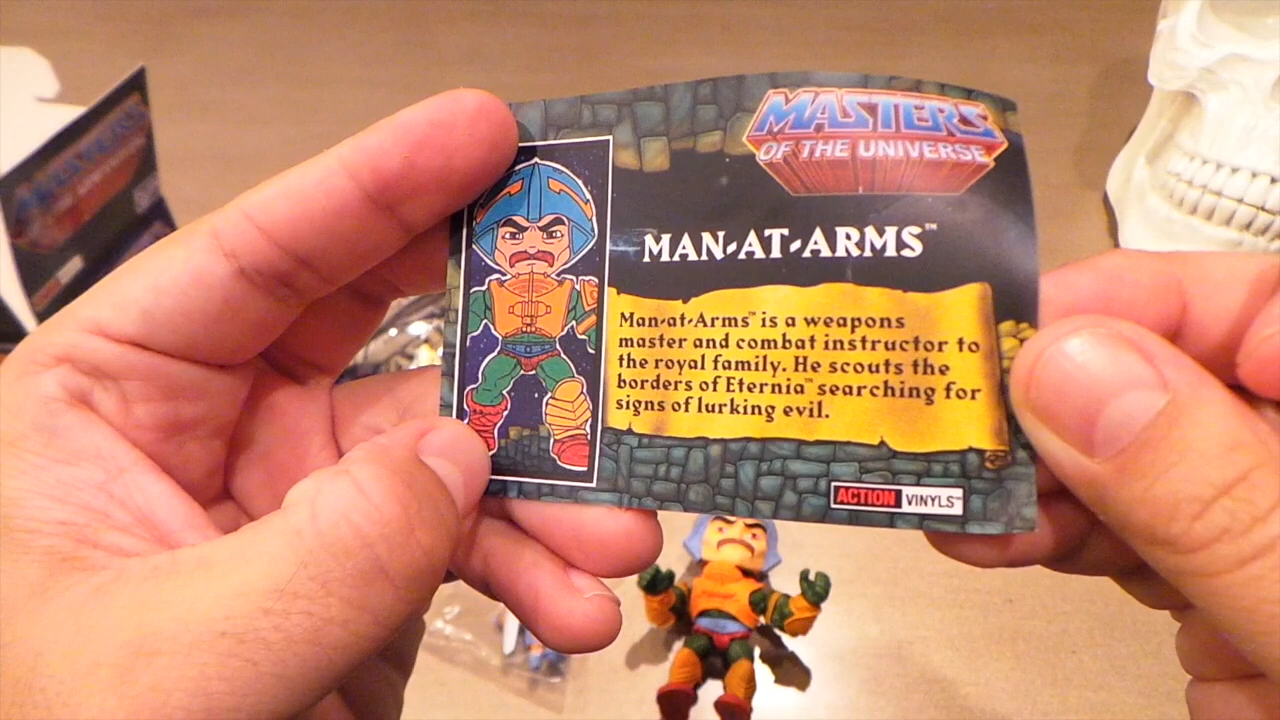 MASTERS
OF THE UNIVERSE
MAN-AT-ARMS™
Man-at-Arms™ is a weapons
master and combat instructor to
the royal family. He scouts the
borders of Eternia™ searching for
signs of lurking evil.
ACTION VINYLS™